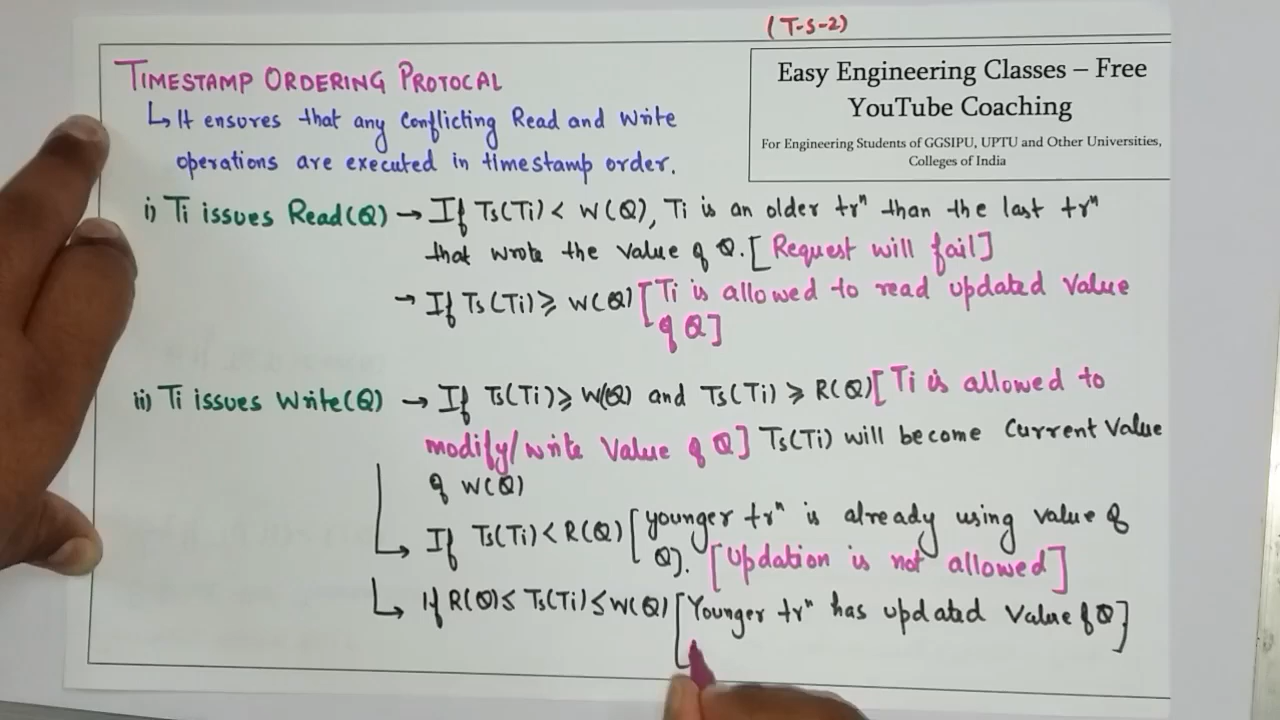 (T-S-2)
TIMESTAMP ORDERING PROTOCAL
Easy Engineering Classes – Free
YouTube Coaching
For Engineering Students of GGSIPU, UPTU and Other Universities,
Colleges of India
↳ It ensures that any conflicting Read and Write
operations are executed in timestamp order.
i) Ti issues Read(Q) → If Ts(Ti) < W(Q), Ti is an older trⁿ than the last trⁿ
that wrote the value of Q. [Request will fail]
→ If Ts(Ti) ≥ W(Q) [Ti is allowed to read updated value
of Q]
ii) Ti issues Write(Q) → If Ts(Ti) ≥ W(Q) and Ts(Ti) ≥ R(Q) [Ti is allowed to
modify/write Value of Q] Ts(Ti) will become Current Value
of W(Q)
↳ If Ts(Ti) < R(Q) [younger trⁿ is already using value of
Q]. [Updation is not allowed]
↳ If R(Q) ≤ Ts(Ti) ≤ W(Q) [Younger trⁿ has updated Value of Q]